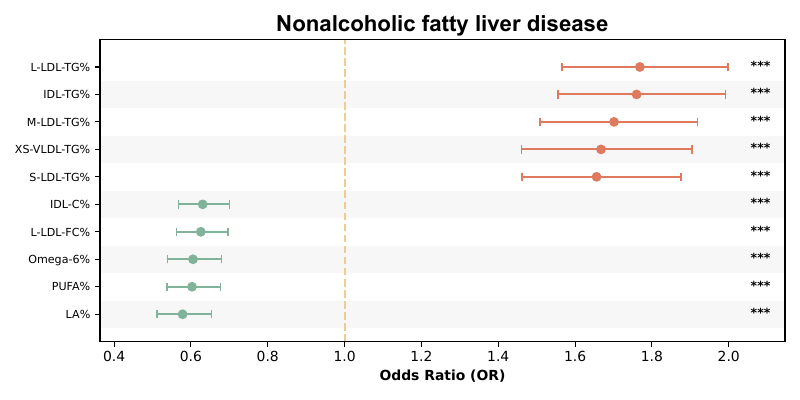 Nonalcoholic fatty liver disease
L-LDL-TG% ***
IDL-TG% ***
M-LDL-TG% ***
XS-VLDL-TG% ***
S-LDL-TG% ***
IDL-C% ***
L-LDL-FC% ***
Omega-6% ***
PUFA% ***
LA% ***
0.4 0.6 0.8 1.0 1.2 1.4 1.6 1.8 2.0
Odds Ratio (OR)